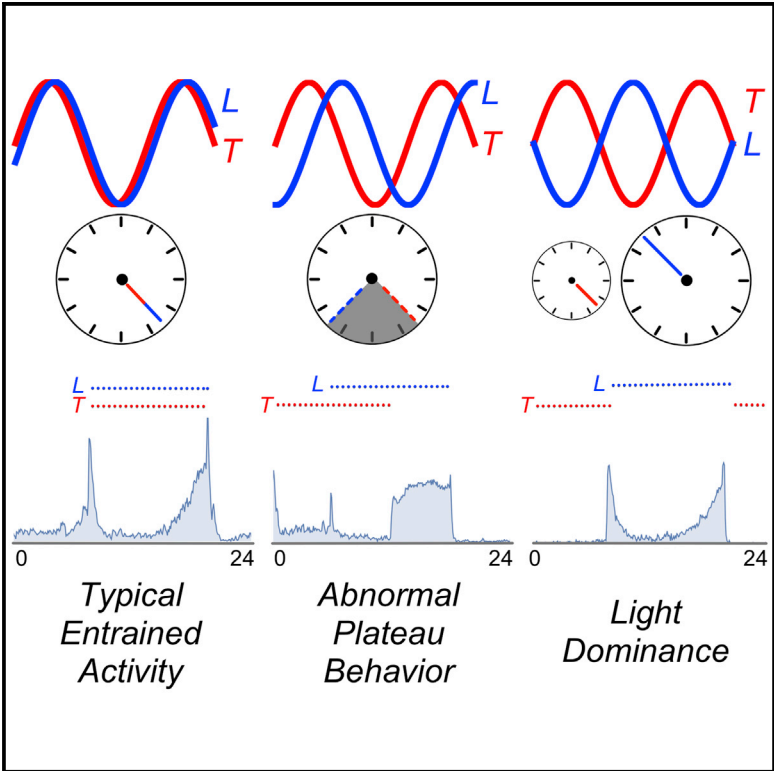 L
T
L
T
T
L
L
T
L
T
L
T
0 24
0 24
0 24
Typical
Entrained
Activity
Abnormal
Plateau
Behavior
Light
Dominance